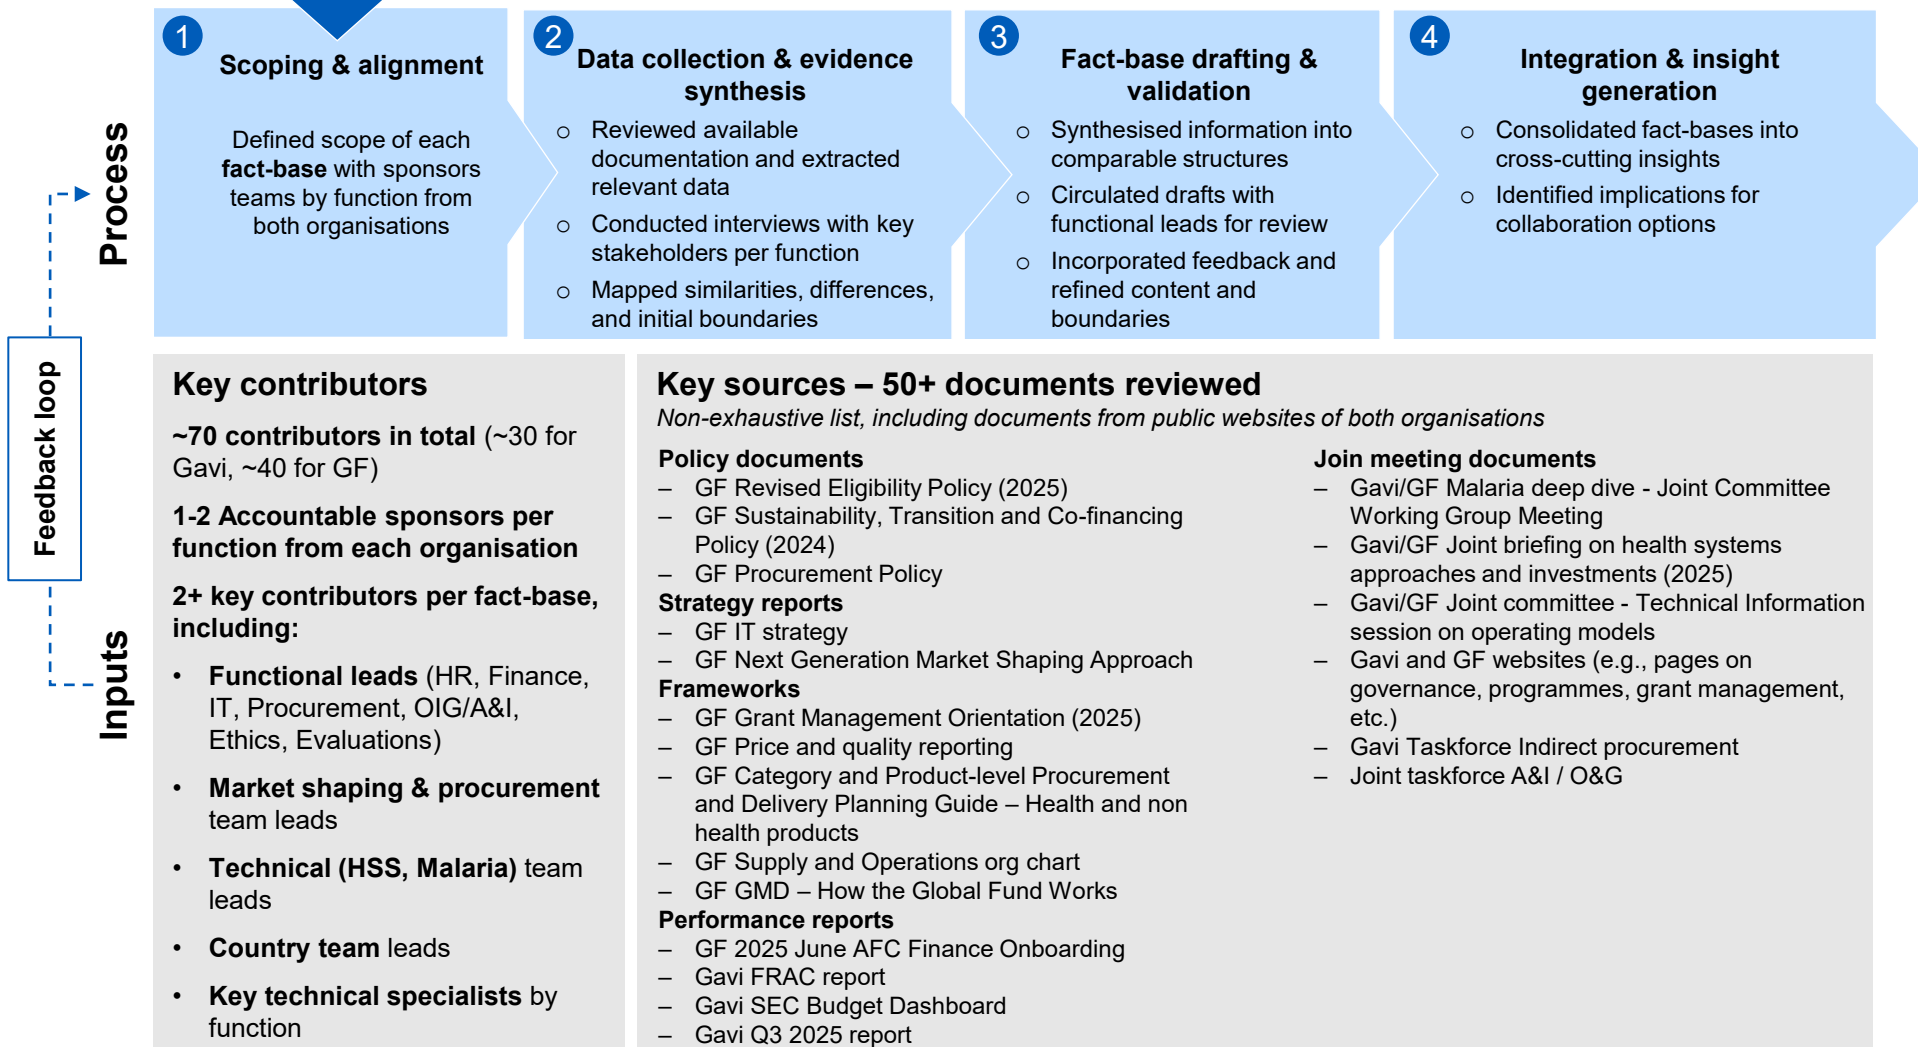 Process
1
Scoping & alignment
Defined scope of each
fact-base with sponsors
teams by function from
both organisations
2
Data collection & evidence
synthesis
o Reviewed available
documentation and extracted
relevant data
o Conducted interviews with key
stakeholders per function
o Mapped similarities, differences,
and initial boundaries
3
Fact-base drafting &
validation
o Synthesised information into
comparable structures
o Circulated drafts with
functional leads for review
o Incorporated feedback and
refined content and
boundaries
4
Integration & insight
generation
o Consolidated fact-bases into
cross-cutting insights
o Identified implications for
collaboration options
Feedback loop
Inputs
Key contributors
~70 contributors in total (~30 for
Gavi, ~40 for GF)
1-2 Accountable sponsors per
function from each organisation
2+ key contributors per fact-base,
including:
• Functional leads (HR, Finance,
IT, Procurement, OIG/A&I,
Ethics, Evaluations)
• Market shaping & procurement
team leads
• Technical (HSS, Malaria) team
leads
• Country team leads
• Key technical specialists by
function
Key sources – 50+ documents reviewed
Non-exhaustive list, including documents from public websites of both organisations
Policy documents
– GF Revised Eligibility Policy (2025)
– GF Sustainability, Transition and Co-financing
Policy (2024)
– GF Procurement Policy
Strategy reports
– GF IT strategy
– GF Next Generation Market Shaping Approach
Frameworks
– GF Grant Management Orientation (2025)
– GF Price and quality reporting
– GF Category and Product-level Procurement
and Delivery Planning Guide – Health and non
health products
– GF Supply and Operations org chart
– GF GMD – How the Global Fund Works
Performance reports
– GF 2025 June AFC Finance Onboarding
– Gavi FRAC report
– Gavi SEC Budget Dashboard
– Gavi Q3 2025 report
Join meeting documents
– Gavi/GF Malaria deep dive - Joint Committee
Working Group Meeting
– Gavi/GF Joint briefing on health systems
approaches and investments (2025)
– Gavi/GF Joint committee - Technical Information
session on operating models
– Gavi and GF websites (e.g., pages on
governance, programmes, grant management,
etc.)
– Gavi Taskforce Indirect procurement
– Joint taskforce A&I / O&G